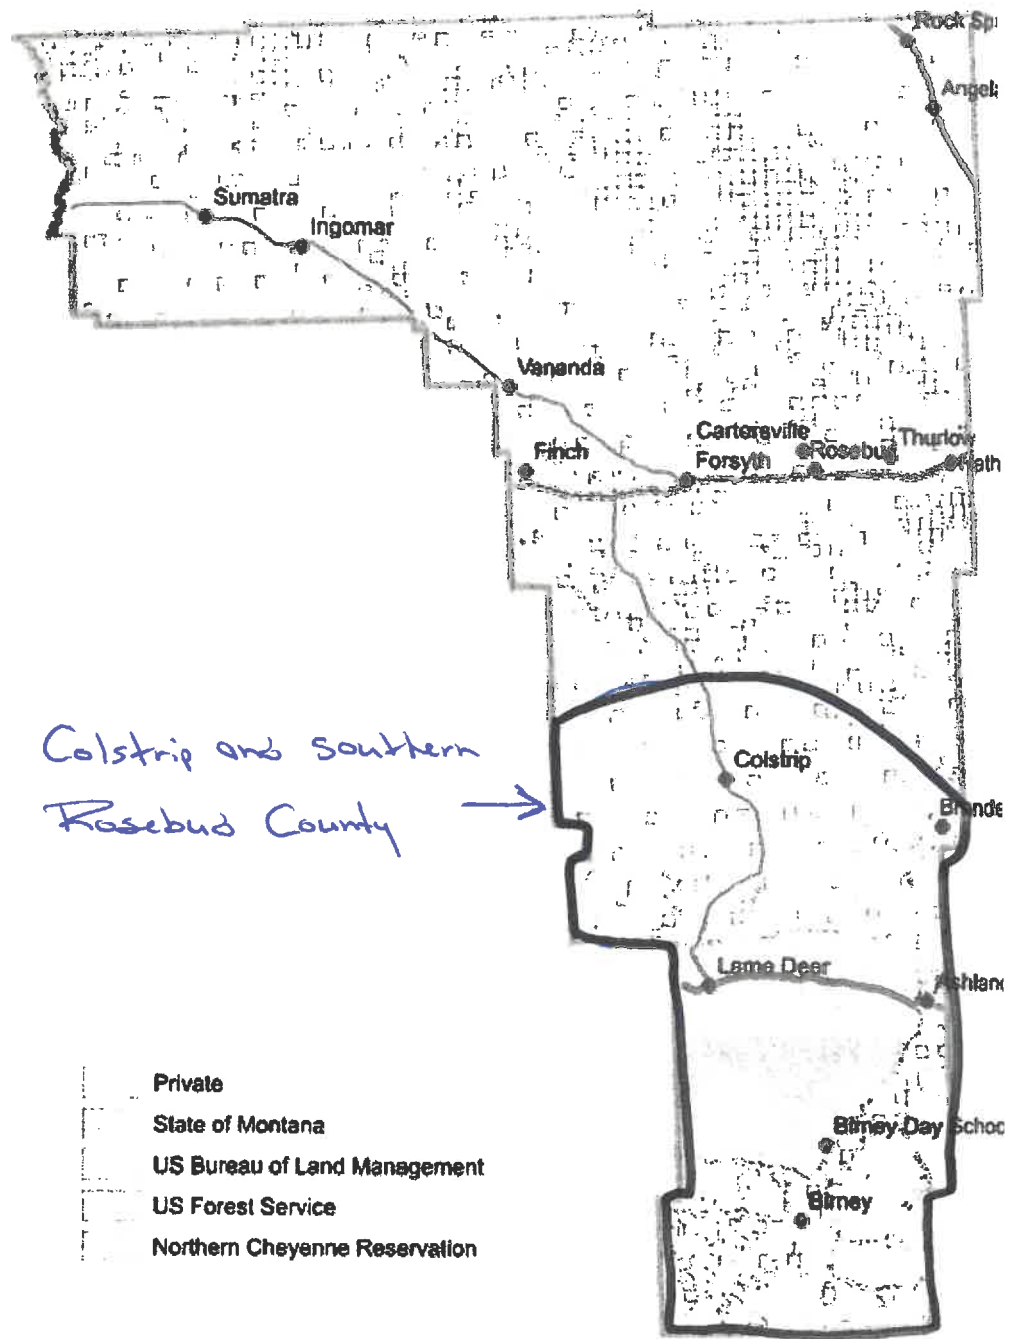 Rock Sp
Angel
Sumatra
Ingomar
Vananda
Cartersville
Thurlow
Finch
Forsyth
Rosebud
Hath
Colstrip and southern
Rosebud County
Colstrip
Brande
Lame Deer
Ashland
Birney Day School
Birney
Private
State of Montana
US Bureau of Land Management
US Forest Service
Northern Cheyenne Reservation